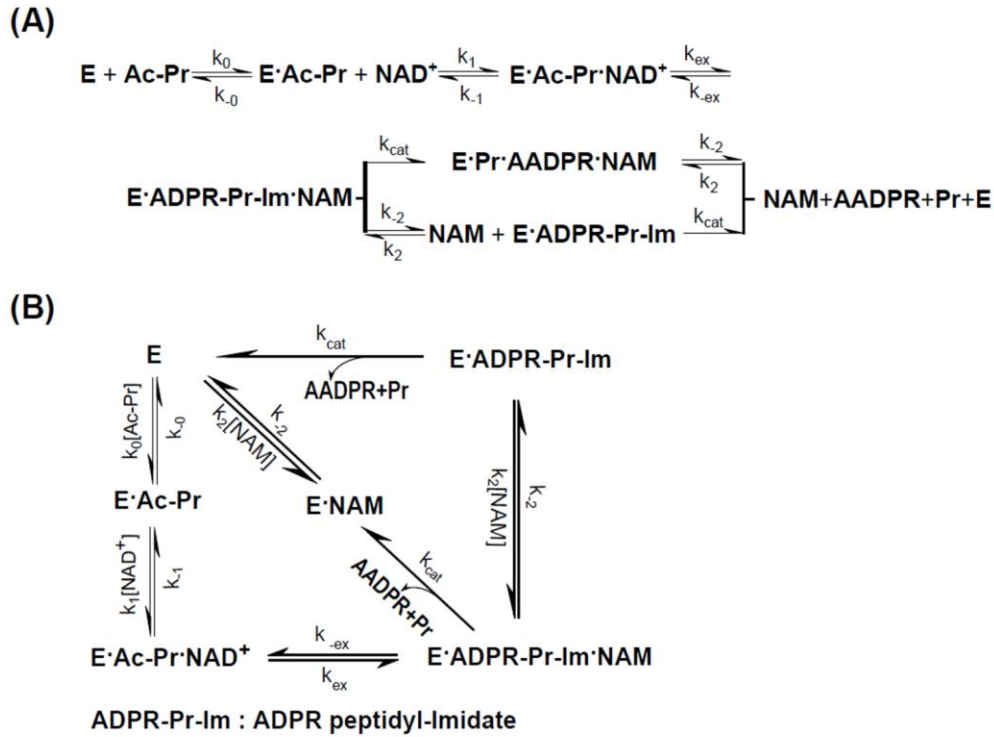 (A)
k0 k1 kex
E + Ac-Pr E·Ac-Pr + NAD+ E·Ac-Pr·NAD+
k-0 k-1 k-ex
kcat k-2
E·Pr·AADPR·NAM
k2
E·ADPR-Pr-Im·NAM NAM+AADPR+Pr+E
k-2 kcat
NAM + E·ADPR-Pr-Im
k2
(B)
kcat
E E·ADPR-Pr-Im
AADPR+Pr
k0[Ac-Pr] k-0
k-2
k2[NAM]
E·Ac-Pr E·NAM
k2[NAM] k-2
k1[NAD+] k-1
kcat
AADPR+Pr
k-ex
E·Ac-Pr·NAD+ E·ADPR-Pr-Im·NAM
kex
ADPR-Pr-Im : ADPR peptidyl-Imidate